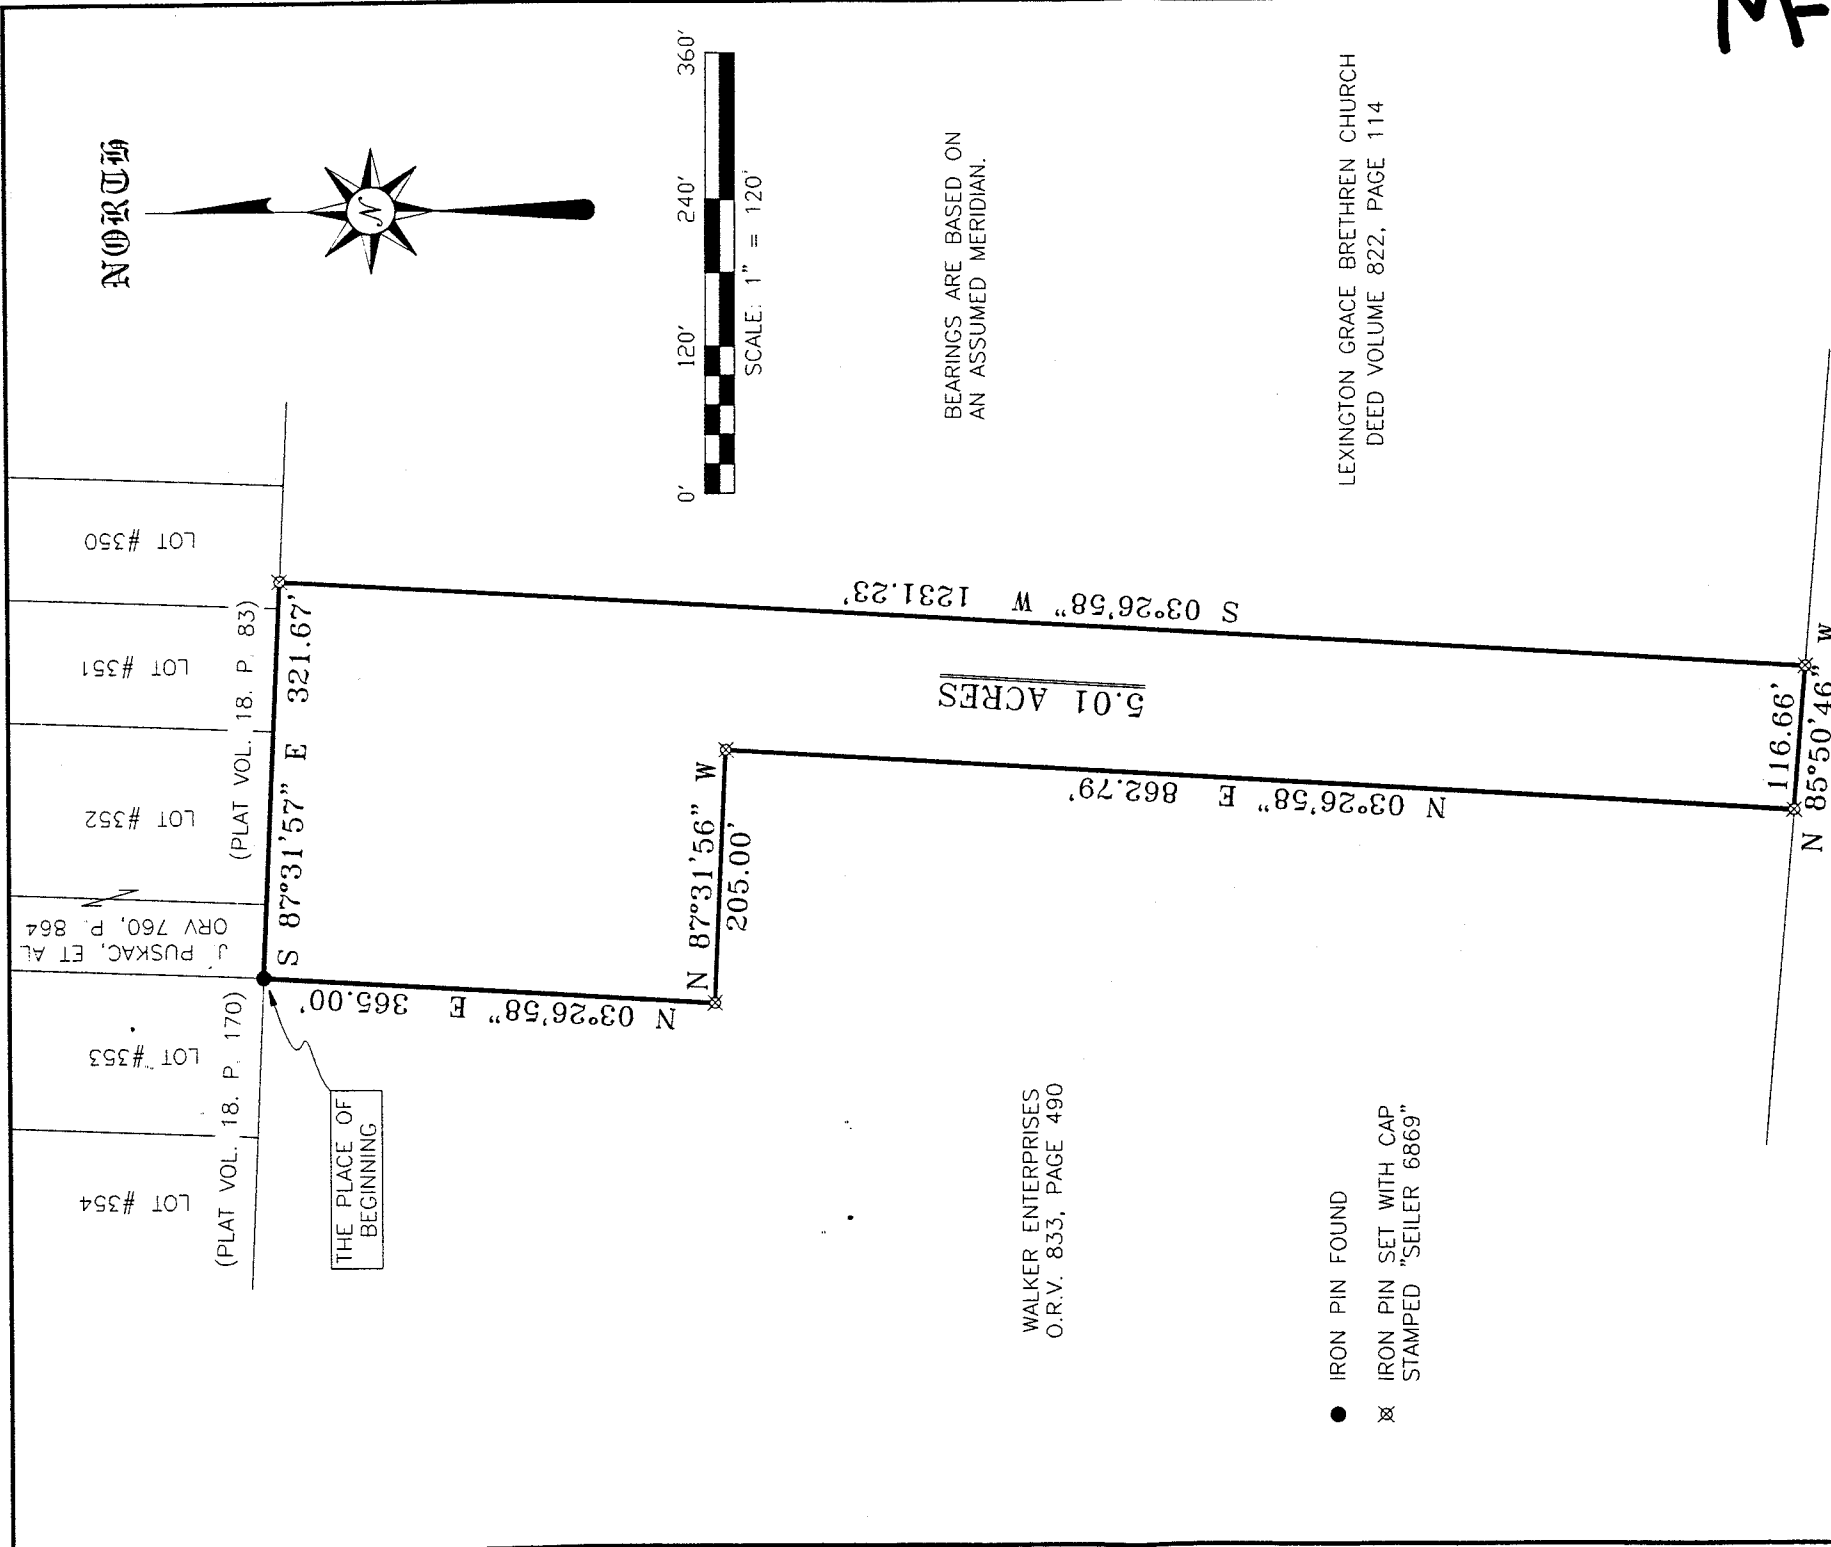 NORTH
N
0' 120' 240' 360'
SCALE: 1" = 120'
BEARINGS ARE BASED ON
AN ASSUMED MERIDIAN.
LEXINGTON GRACE BRETHREN CHURCH
DEED VOLUME 822, PAGE 114
LOT #350
LOT #351
LOT #352
(PLAT VOL. 18. P. 83)
J. PUSKAC, ET AL
ORV 760, P. 864
LOT #353
LOT #354
(PLAT VOL. 18. P. 170)
THE PLACE OF
BEGINNING
S 87°31'57" E 321.67'
S 03°26'58" W 1231.23'
5.01 ACRES
N 03°26'58" E 365.00'
N 87°31'56" W
205.00'
N 03°26'58" E 862.79'
116.66'
N 85°50'46" W
WALKER ENTERPRISES
O.R.V. 833, PAGE 490
IRON PIN FOUND
IRON PIN SET WITH CAP
STAMPED "SEILER 6869"